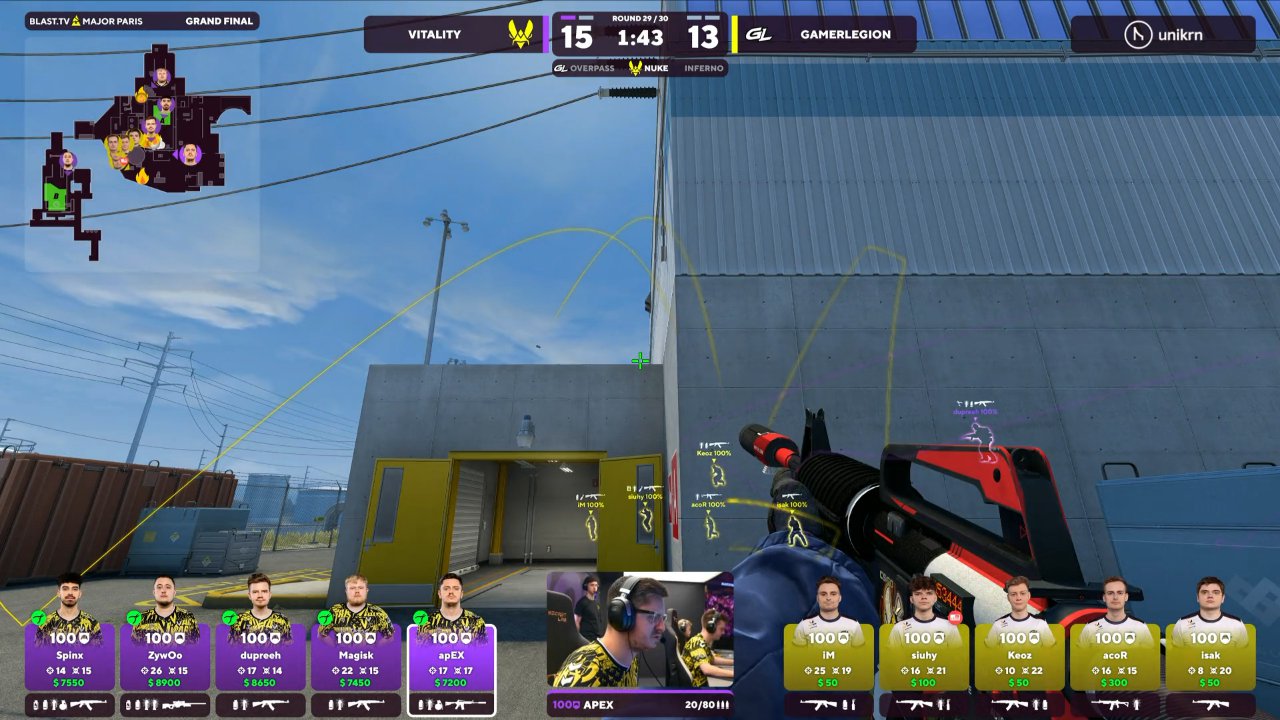 BLAST.TV MAJOR PARIS
GRAND FINAL
VITALITY
15
ROUND 29 / 30
1:43
13
GL
GAMERLEGION
unikrn
GL OVERPASS
NUKE
INFERNO
dupreeh 100%
Keoz 100%
iM 100%
siuhy 100%
acoR 100%
isak 100%
100
Spinx
14 15
$ 7550
100
ZywOo
26 15
$ 8900
100
dupreeh
17 14
$ 8650
100
Magisk
22 15
$ 7450
100
apEX
17 17
$ 7200
100 APEX
20/80
100
iM
25 19
$ 50
100
siuhy
16 21
$ 100
100
Keoz
10 22
$ 50
100
acoR
16 15
$ 300
100
isak
8 20
$ 50